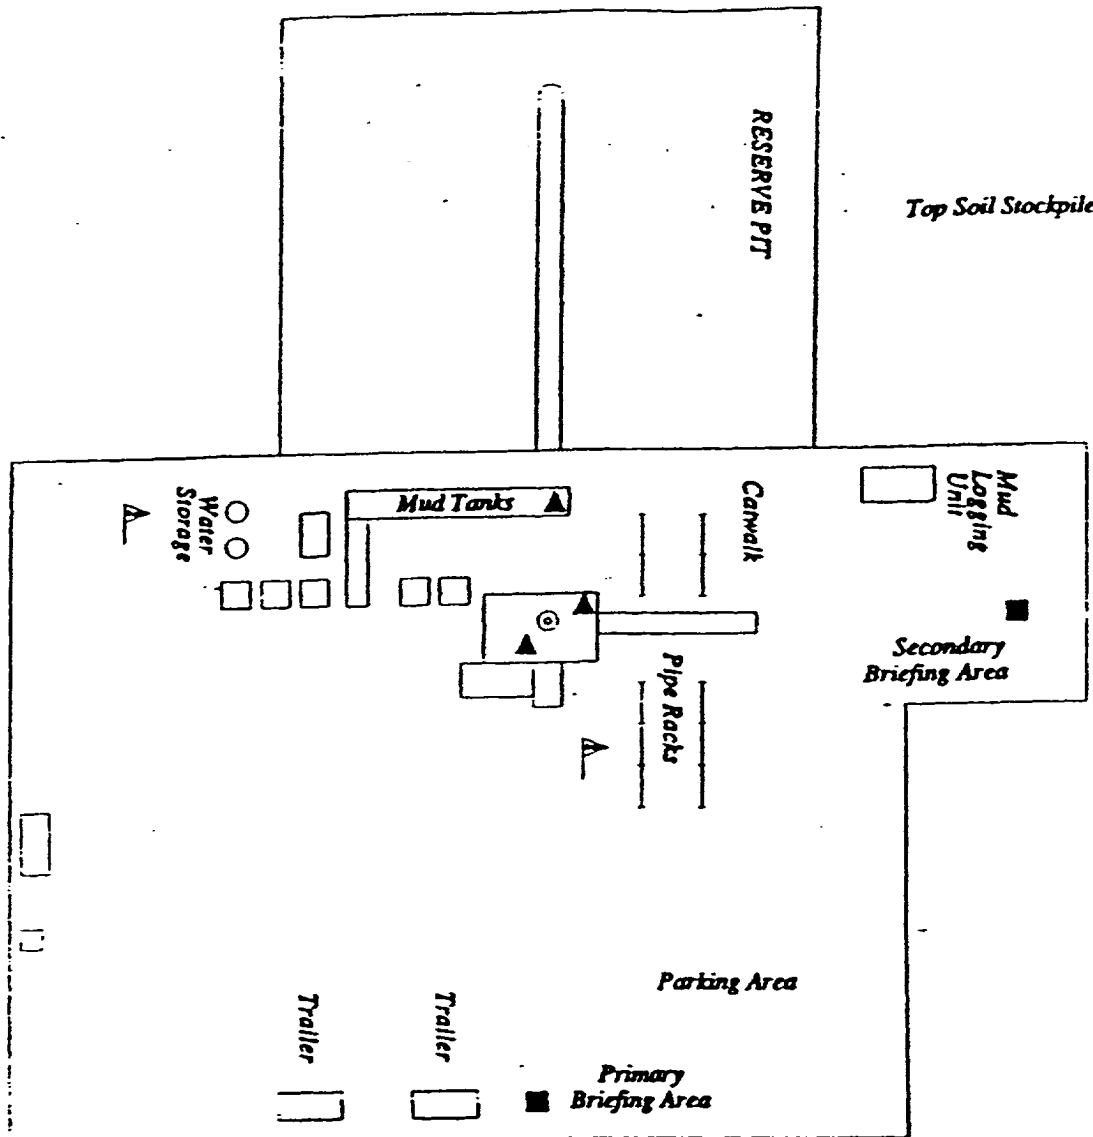 RESERVE PIT
Top Soil Stockpile
Mud Tanks
Water
Storage
Catwalk
Mud
Logging
Unit
Secondary
Briefing Area
Pipe Racks
Parking Area
Trailer
Trailer
Primary
Briefing Area